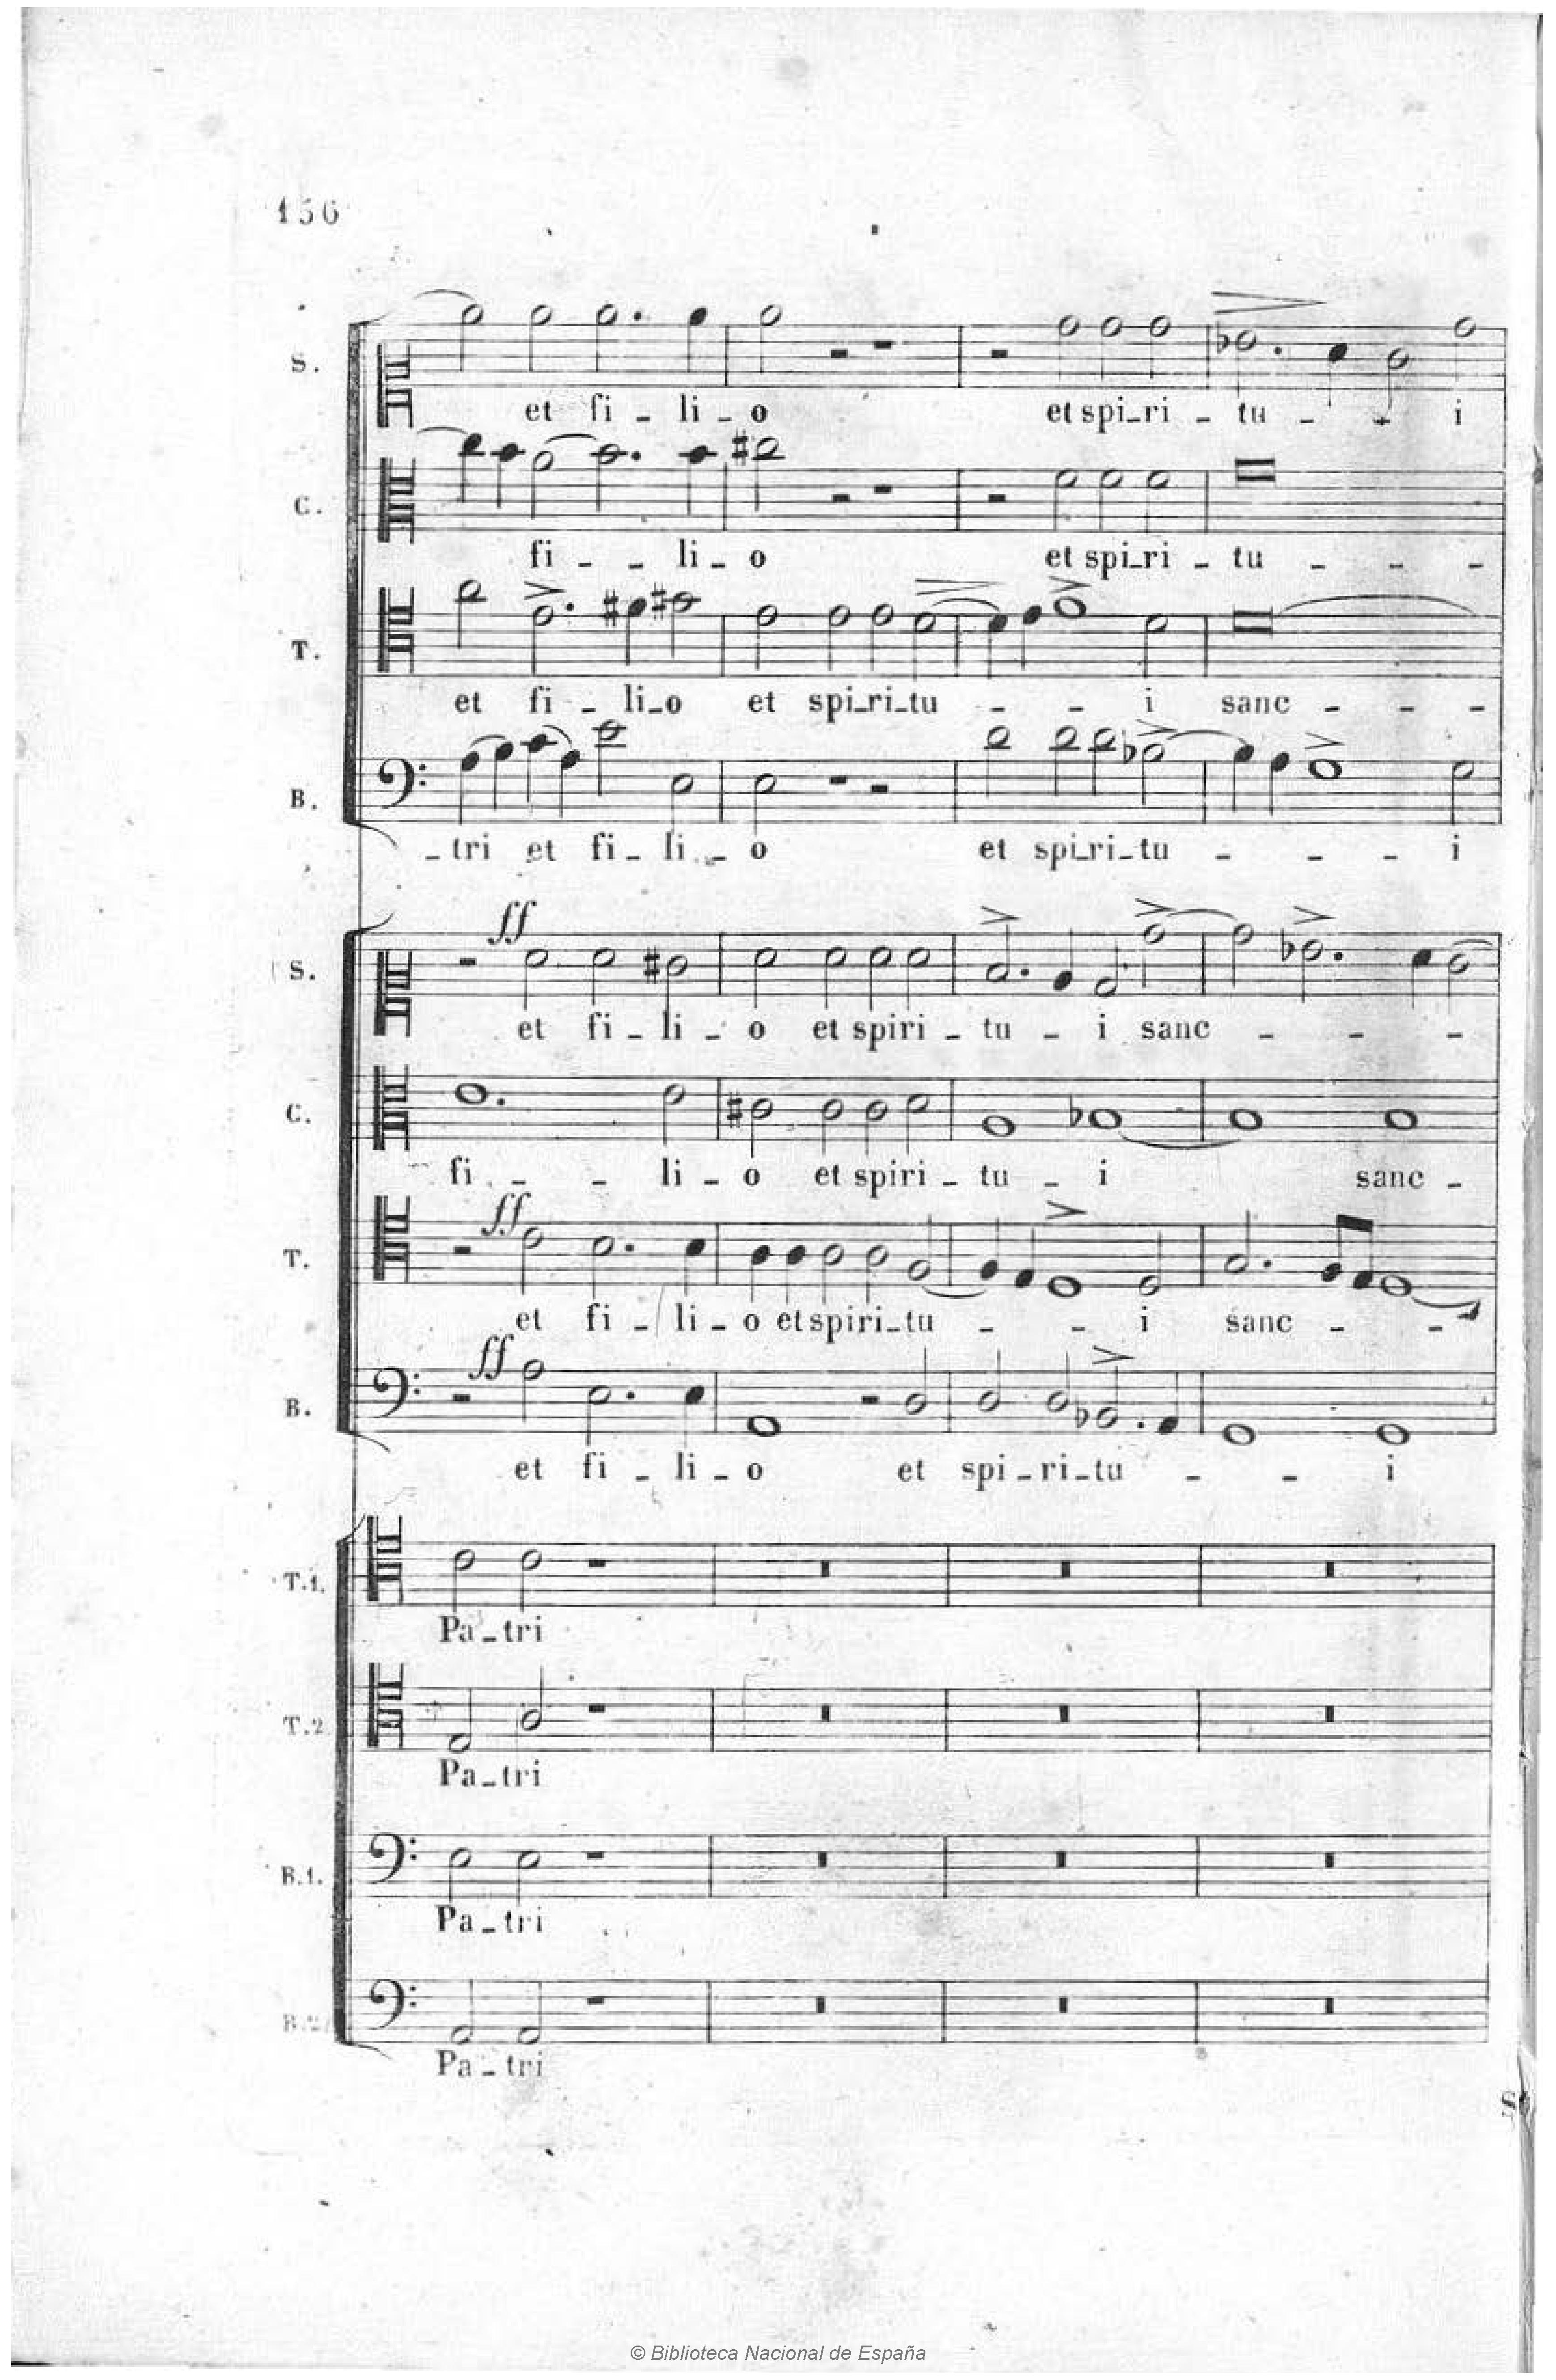 156
S.
et fi - li - o et spi - ri - tu - - i
C.
fi - - li - o et spi - ri - tu - - -
T.
et fi - li - o et spi - ri - tu - - i sanc - - -
B.
- tri et fi - li - o et spi - ri - tu - - - i
ff
S.
et fi - li - o et spiri - tu - i sanc - - -
C.
fi - - li - o et spiri - tu - i sanc -
ff
T.
et fi - li - o et spiri - tu - - i sanc - -
ff
B.
et fi - li - o et spi - ri - tu - - i
T.1.
Pa - tri
T.2
Pa - tri
B.1.
Pa - tri
B.2.
Pa - tri
S
© Biblioteca Nacional de España